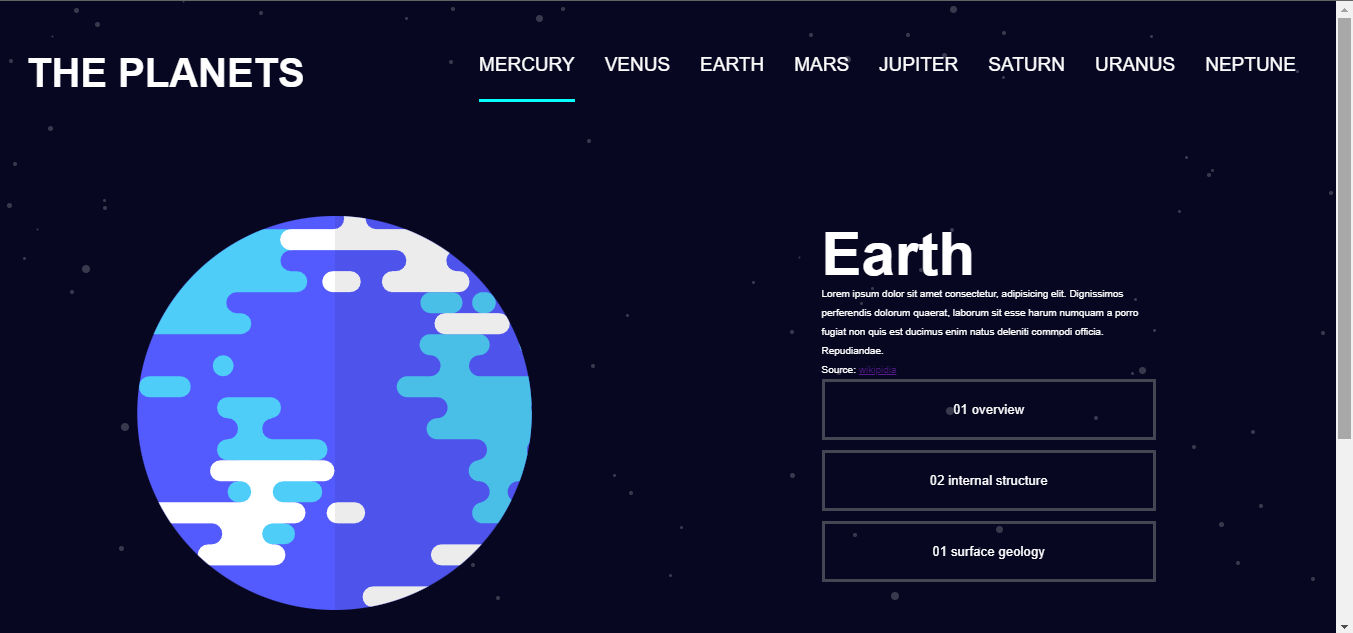 THE PLANETS
MERCURY VENUS EARTH MARS JUPITER SATURN URANUS NEPTUNE
Earth
Lorem ipsum dolor sit amet consectetur, adipisicing elit. Dignissimos
perferendis dolorum quaerat, laborum sit esse harum numquam a porro
fugiat non quis est ducimus enim natus deleniti commodi officia.
Repudiandae.
Source: wikipidia
01 overview
02 internal structure
01 surface geology